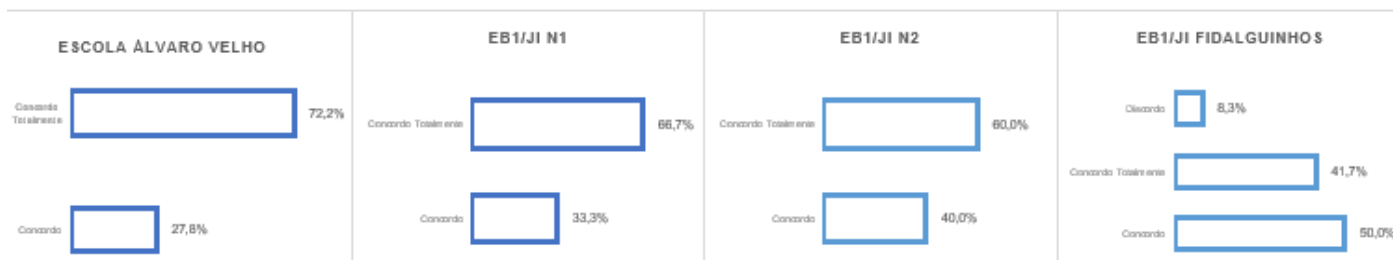 ESCOLA ÁLVARO VELHO
Concordo
Totalmente
72,2%
Concordo
27,8%
EB1/JI N1
Concordo Totalmente
66,7%
Concordo
33,3%
EB1/JI N2
Concordo Totalmente
60,0%
Concordo
40,0%
EB1/JI FIDALGUINHOS
Discordo
8,3%
Concordo Totalmente
41,7%
Concordo
50,0%